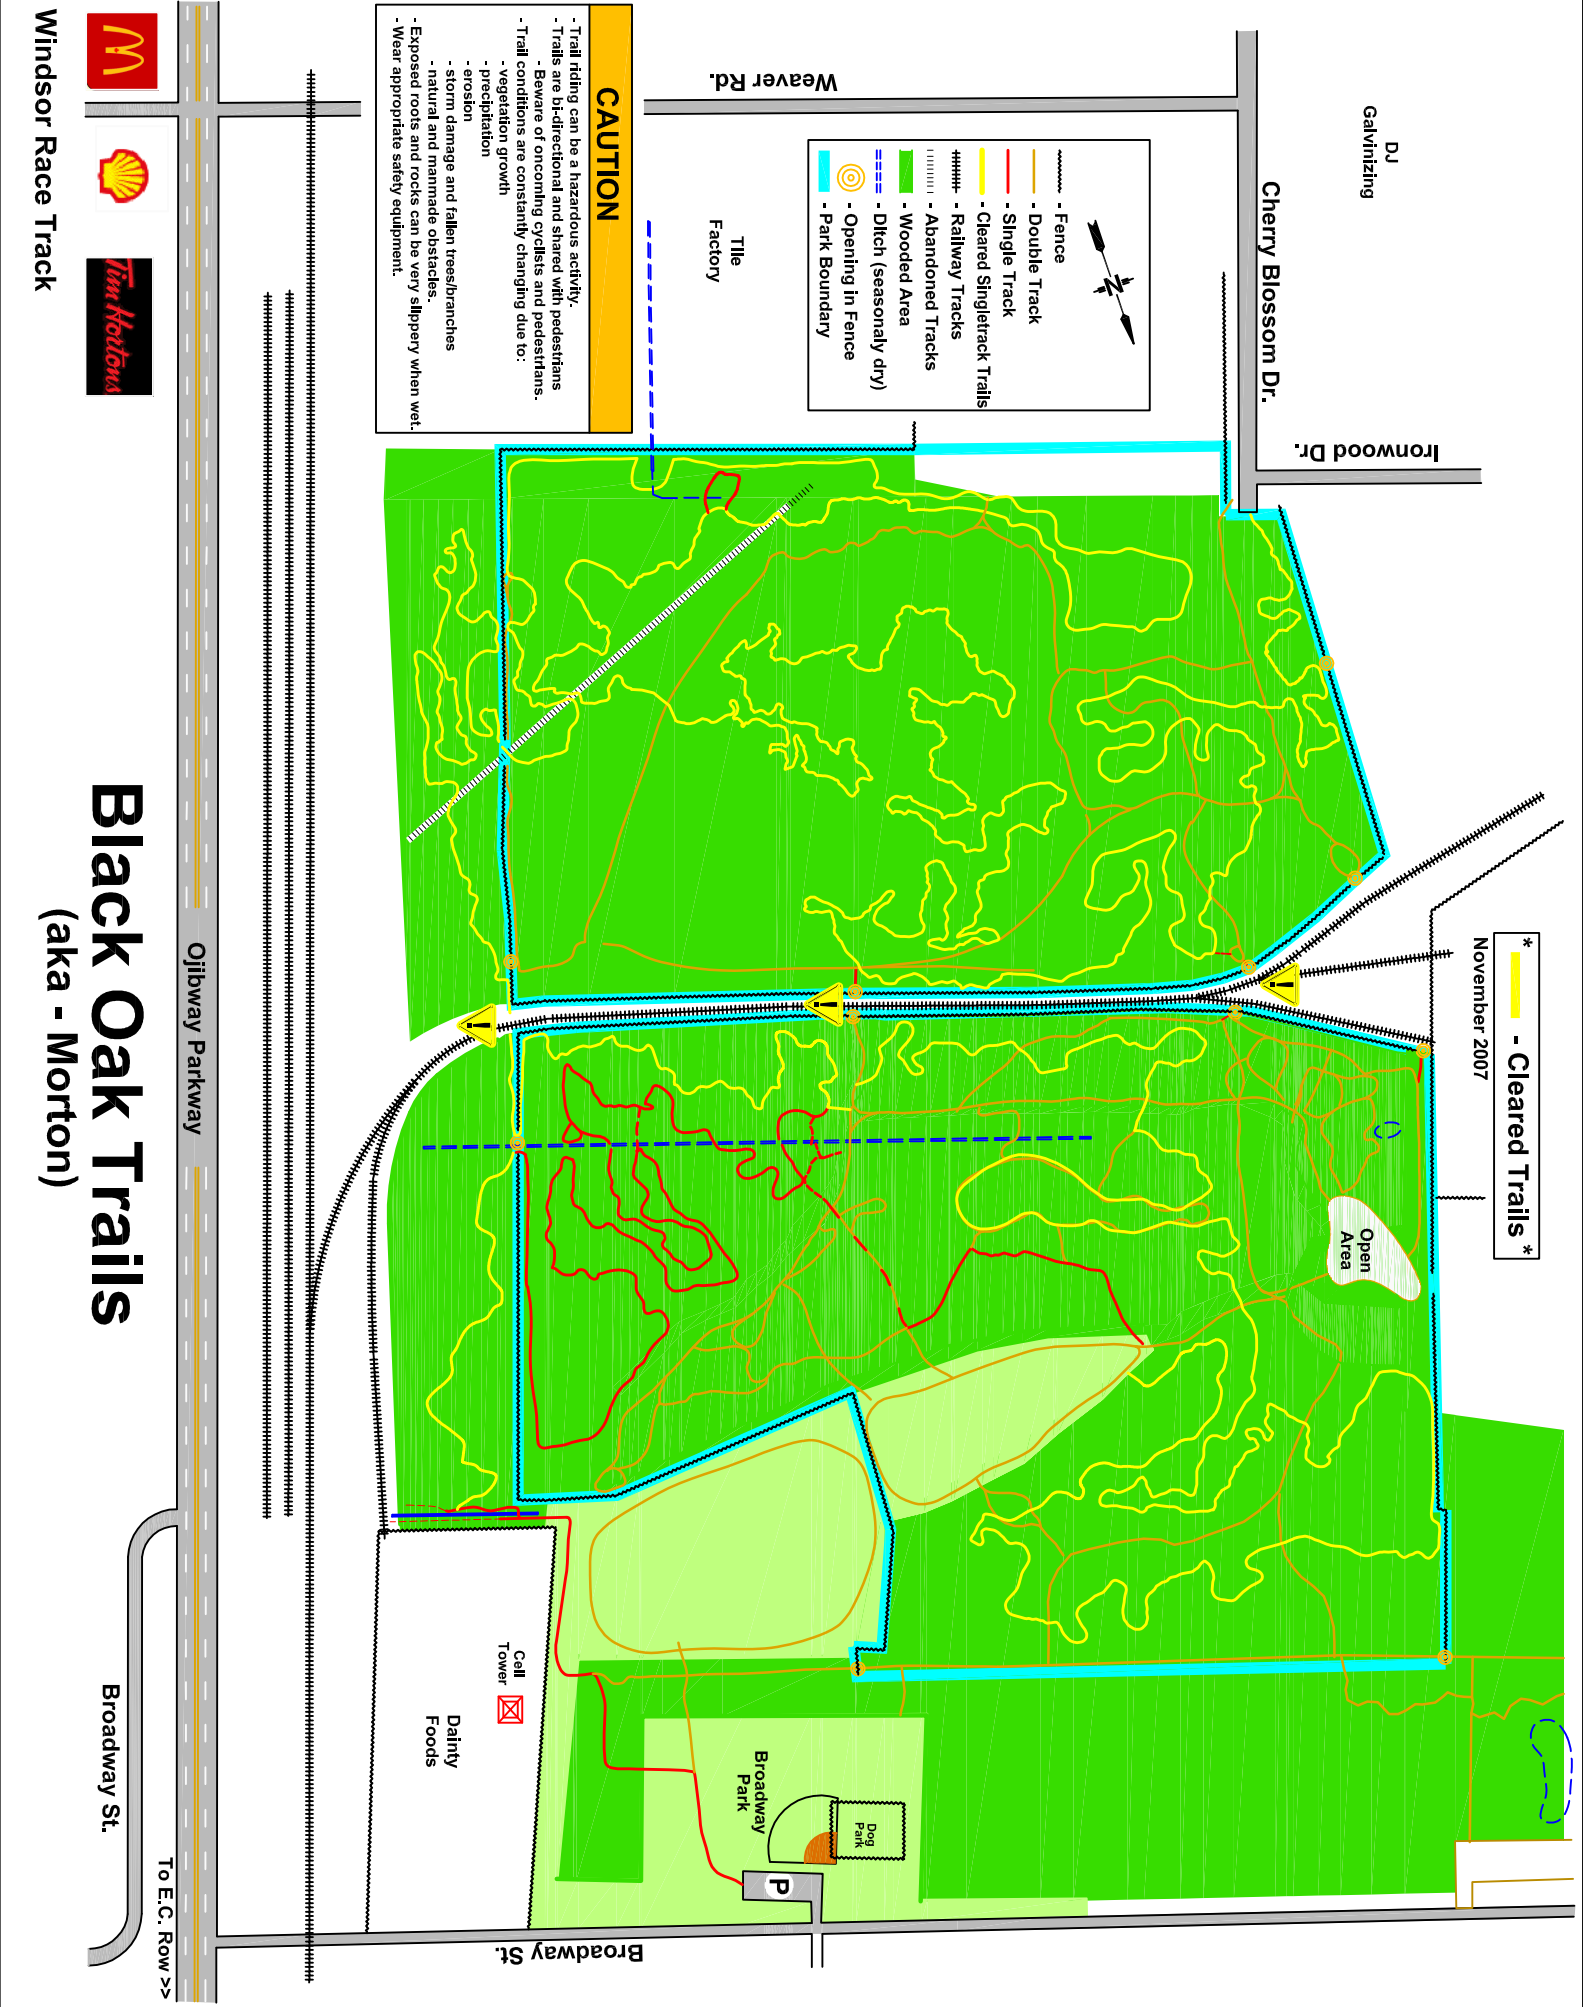 Black Oak Trails
(aka - Morton)
* - Cleared Trails *
November 2007
DJ
Galvinizing
Cherry Blossom Dr.
Ironwood Dr.
Weaver Rd.
Tile
Factory
N
- Fence
- Double Track
- Single Track
- Cleared Singletrack Trails
- Railway Tracks
- Abandoned Tracks
- Wooded Area
- Ditch (seasonaly dry)
- Opening in Fence
- Park Boundary
CAUTION
- Trail riding can be a hazardous activity.
- Trails are bi-directional and shared with pedestrians
- Beware of oncoming cyclists and pedestrians.
- Trail conditions are constantly changing due to:
- vegetation growth
- precipitation
- erosion
- storm damage and fallen trees/branches
- natural and manmade obstacles.
- Exposed roots and rocks can be very slippery when wet.
- Wear appropriate safety equipment.
Open
Area
!
!
!
Cell
Tower
Dainty
Foods
Broadway
Park
Dog
Park
P
Broadway St.
Ojibway Parkway
Tim Hortons
Windsor Race Track
Broadway St.
To E.C. Row >>